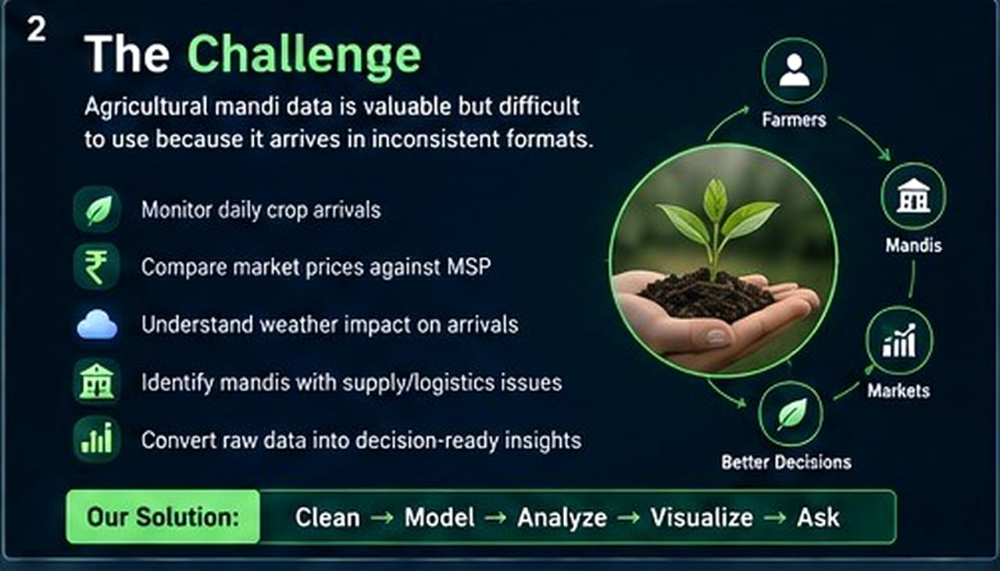 2
The Challenge
Agricultural mandi data is valuable but difficult
to use because it arrives in inconsistent formats.
Monitor daily crop arrivals
₹
Compare market prices against MSP
Understand weather impact on arrivals
Identify mandis with supply/logistics issues
Convert raw data into decision-ready insights
Farmers
Mandis
Markets
Better Decisions
Our Solution: Clean → Model → Analyze → Visualize → Ask